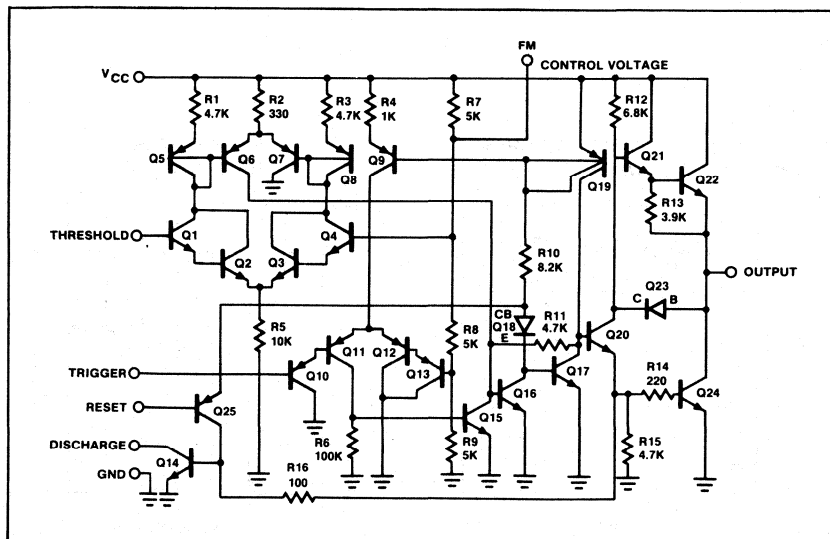 FM
CONTROL VOLTAGE
VCC
R1
4.7K
R2
330
R3
4.7K
R4
1K
R7
5K
R12
6.8K
Q5
Q6
Q7
Q8
Q9
Q19
Q21
Q22
R13
3.9K
THRESHOLD
Q1
Q2
Q3
Q4
R10
8.2K
OUTPUT
Q23
C
B
CB
Q18
E
R11
4.7K
Q20
R5
10K
R8
5K
Q11
Q12
Q13
Q17
TRIGGER
Q10
Q16
R14
220
Q24
RESET
Q25
Q15
R6
100K
R9
5K
R15
4.7K
DISCHARGE
Q14
GND
R16
100